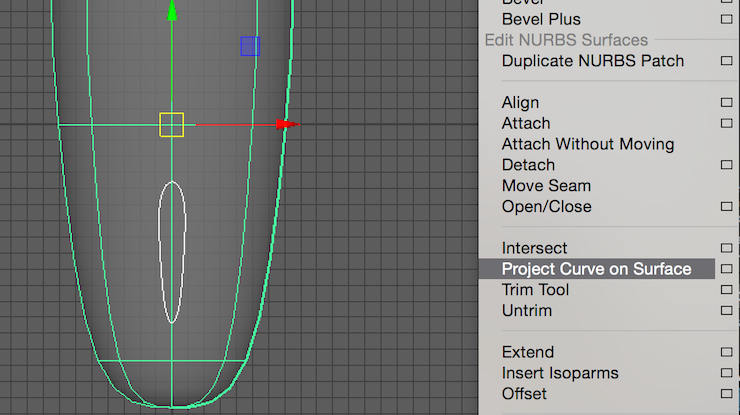 Bevel
Bevel Plus
Edit NURBS Surfaces
Duplicate NURBS Patch
Align
Attach
Attach Without Moving
Detach
Move Seam
Open/Close
Intersect
Project Curve on Surface
Trim Tool
Untrim
Extend
Insert Isoparms
Offset